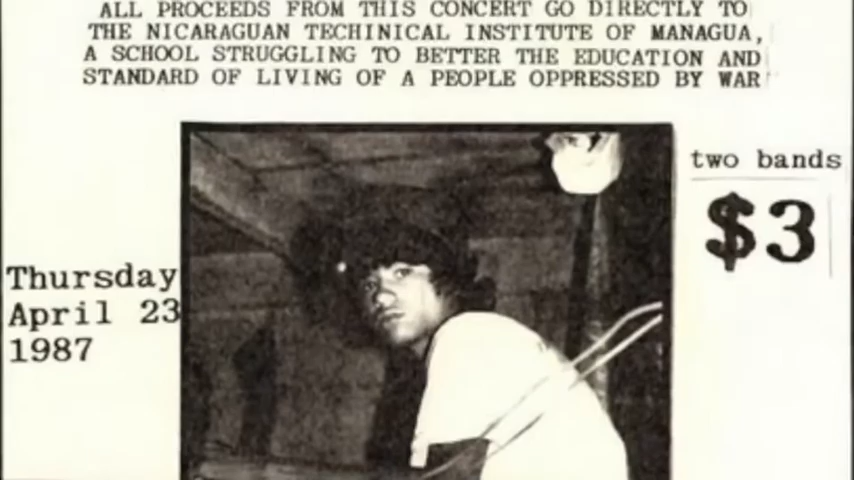 ALL PROCEEDS FROM THIS CONCERT GO DIRECTLY TO
THE NICARAGUAN TECHINICAL INSTITUTE OF MANAGUA,
A SCHOOL STRUGGLING TO BETTER THE EDUCATION AND
STANDARD OF LIVING OF A PEOPLE OPPRESSED BY WAR
two bands
$3
Thursday
April 23
1987